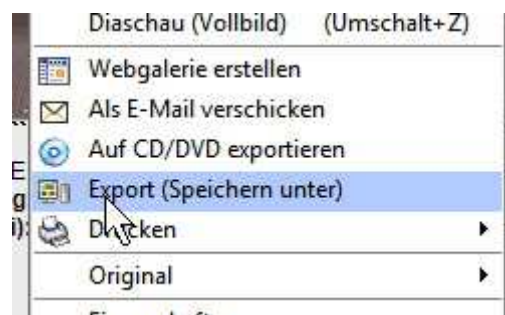 Diaschau (Vollbild) (Umschalt+Z)
Webgalerie erstellen
Als E-Mail verschicken
Auf CD/DVD exportieren
E
Export (Speichern unter)
g
i):
Drucken
Original